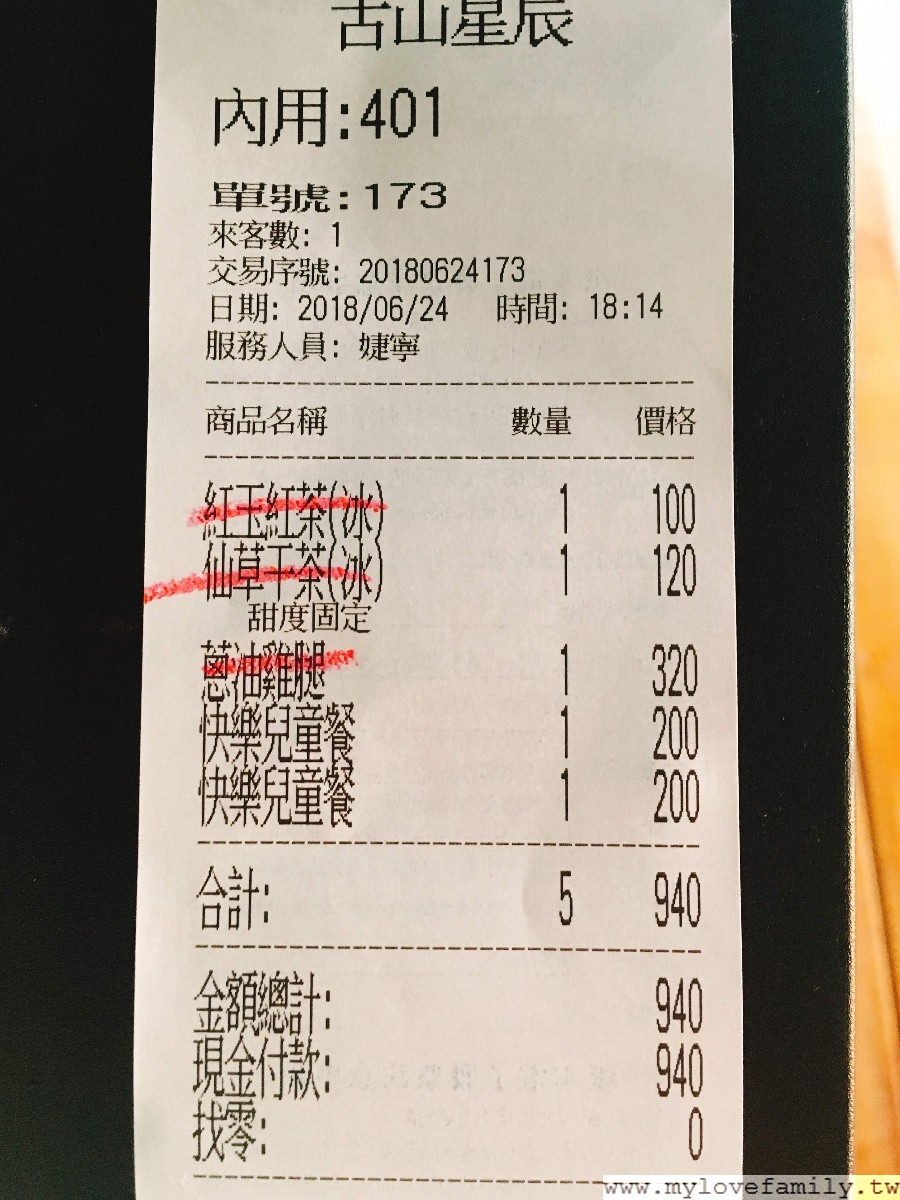 古山星辰
內用:401
單號:173
來客數: 1
交易序號: 20180624173
日期: 2018/06/24 時間: 18:14
服務人員: 婕寧
商品名稱 數量 價格
紅玉紅茶(冰) 1 100
仙草干茶(冰) 1 120
甜度固定
蔥油雞腿 1 320
快樂兒童餐 1 200
快樂兒童餐 1 200
合計: 5 940
金額總計: 940
現金付款: 940
找零: 0
www.mylovefamily.tw